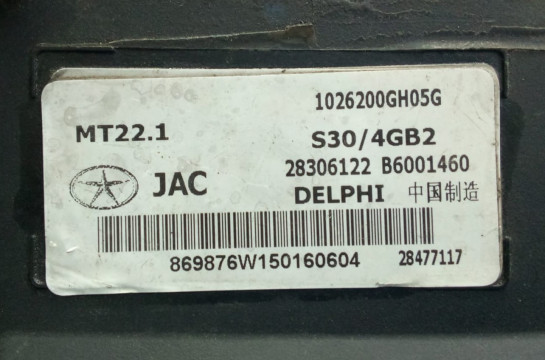 1026200GH05G
MT22.1 S30/4GB2
28306122 B6001460
JAC DELPHI 中国制造
869876W150160604 28477117